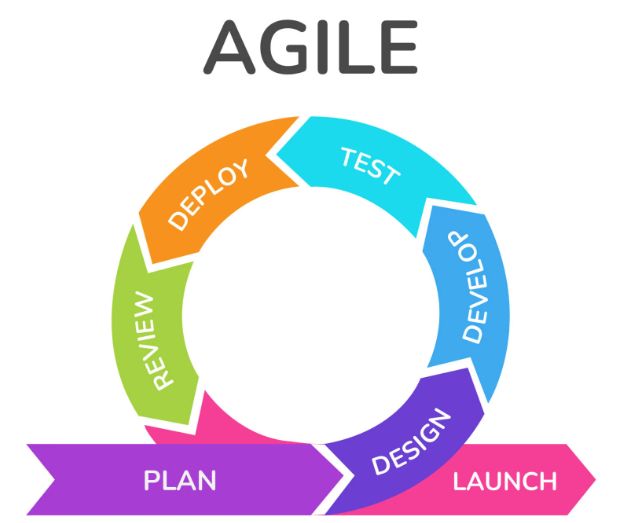 AGILE
PLAN
DESIGN
DEVELOP
TEST
DEPLOY
REVIEW
LAUNCH